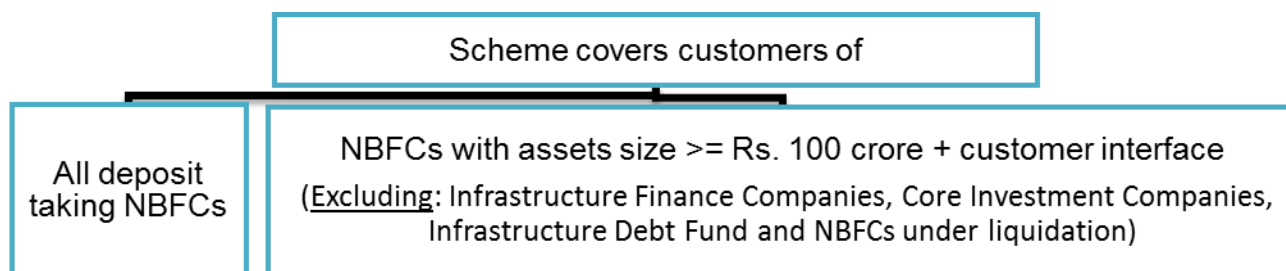 Scheme covers customers of
All deposit
taking NBFCs
NBFCs with assets size >= Rs. 100 crore + customer interface
(Excluding: Infrastructure Finance Companies, Core Investment Companies,
Infrastructure Debt Fund and NBFCs under liquidation)